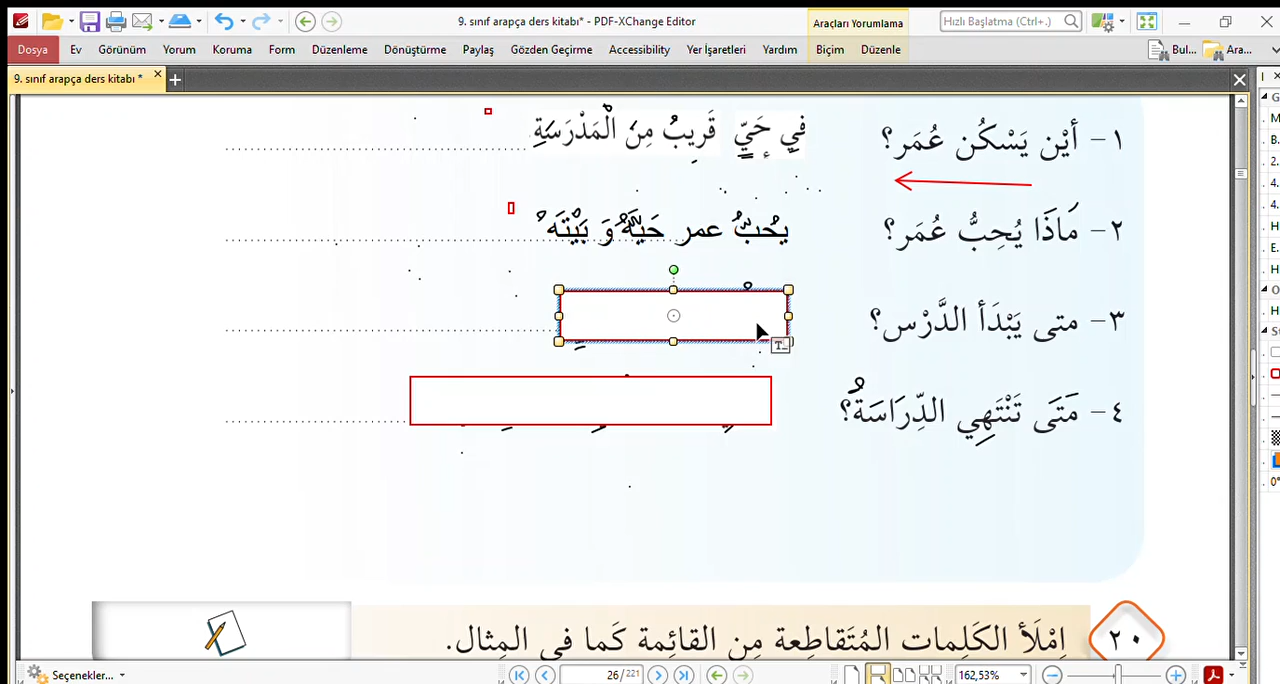 9. sınıf arapça ders kitabı* - PDF-XChange Editor
Araçları Yorumlama
Hızlı Başlatma (Ctrl+.)
Dosya Ev Görünüm Yorum Koruma Form Düzenleme Dönüştürme Paylaş Gözden Geçirme Accessibility Yer İşaretleri Yardım Biçim Düzenle Bul... Ara...
9. sınıf arapça ders kitabı *
١- أيْن يَسْكُن عُمَر؟ فِي حَيٍّ قَرِيبُ مِنَ الْمَدْرَسَةِ
٢- مَاذَا يُحِبُّ عُمَر؟ يُحْبُّ عمر حَيَّهُ وَ بَيْتَهُ
٣- متى يَبْدَأ الدَّرْس؟
٤- مَتَى تَنْتَهِي الدِّرَاسَةُ؟
٢٠ اِمْلَأ الكَلِمات المُتَقاطِعة مِن القائِمة كَما في المِثال.
Seçenekler... 26 /221 162,53%